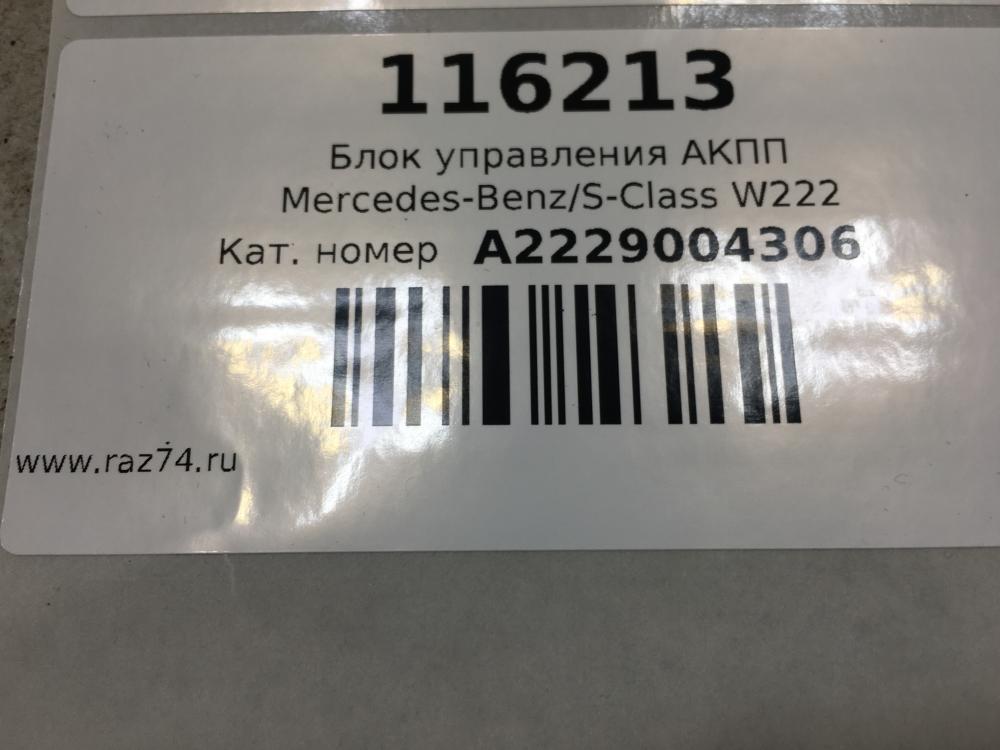 116213
Блок управления АКПП
Mercedes-Benz/S-Class W222
Кат. номер A2229004306
www.raz74.ru